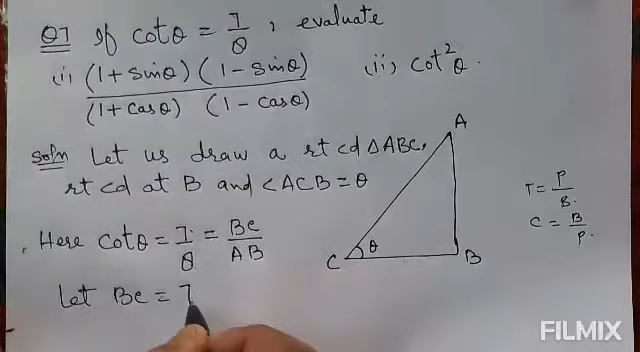 Q7 If cotθ = 7/8, evaluate
(i) (1+sinθ) (1-sinθ) / (1+cosθ) (1-cosθ) (ii) cot²θ.
Soln Let us draw a rt<d △ABC,
rt<d at B and <ACB=θ
Here cotθ = 7/8 = BC/AB
Let BC = 7
A
B
C
θ
T = P/B.
C = B/P.
FILMIX